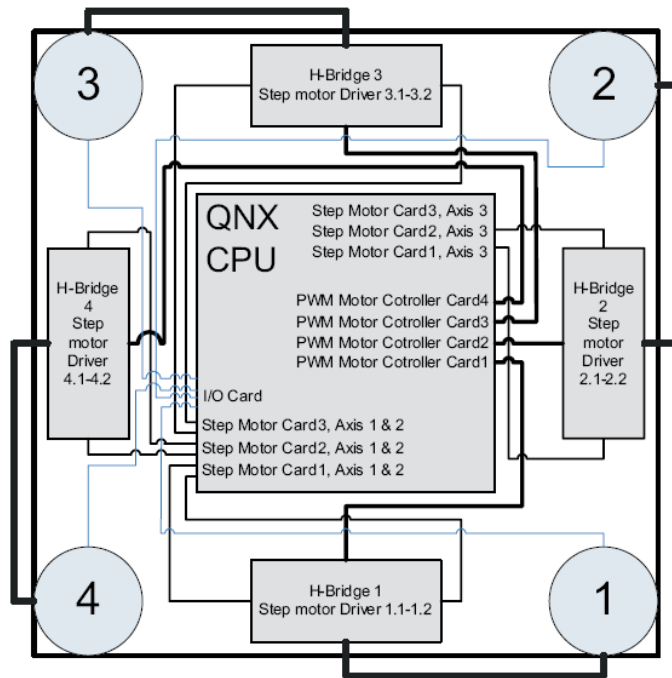 3
H-Bridge 3
Step motor Driver 3.1-3.2
2
QNX
CPU
Step Motor Card3, Axis 3
Step Motor Card2, Axis 3
Step Motor Card1, Axis 3
H-Bridge
4
Step
motor
Driver
4.1-4.2
PWM Motor Cotroller Card4
PWM Motor Cotroller Card3
PWM Motor Cotroller Card2
PWM Motor Cotroller Card1
H-Bridge
2
Step
motor
Driver
2.1-2.2
I/O Card
Step Motor Card3, Axis 1 & 2
Step Motor Card2, Axis 1 & 2
Step Motor Card1, Axis 1 & 2
4
H-Bridge 1
Step motor Driver 1.1-1.2
1